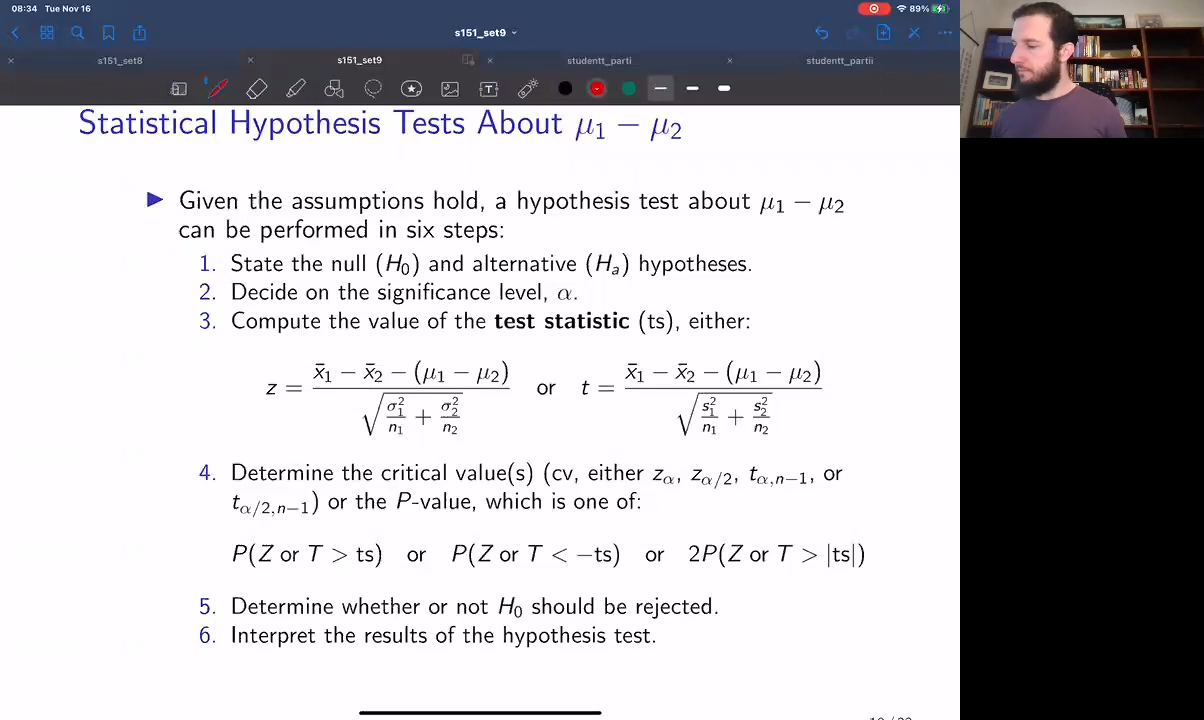 08:34 Tue Nov 16
89%
s151_set9
s151_set8
s151_set9
studentt_parti
studentt_partii
Statistical Hypothesis Tests About μ₁ − μ₂
Given the assumptions hold, a hypothesis test about μ₁ − μ₂
can be performed in six steps:
1. State the null (H₀) and alternative (Hₐ) hypotheses.
2. Decide on the significance level, α.
3. Compute the value of the test statistic (ts), either:
z = (x̄₁ − x̄₂ − (μ₁ − μ₂)) / √(σ₁²/n₁ + σ₂²/n₂) or t = (x̄₁ − x̄₂ − (μ₁ − μ₂)) / √(s₁²/n₁ + s₂²/n₂)
4. Determine the critical value(s) (cv, either z_α, z_{α/2}, t_{α,n−1}, or
t_{α/2,n−1}) or the P-value, which is one of:
P(Z or T > ts) or P(Z or T < −ts) or 2P(Z or T > |ts|)
5. Determine whether or not H₀ should be rejected.
6. Interpret the results of the hypothesis test.